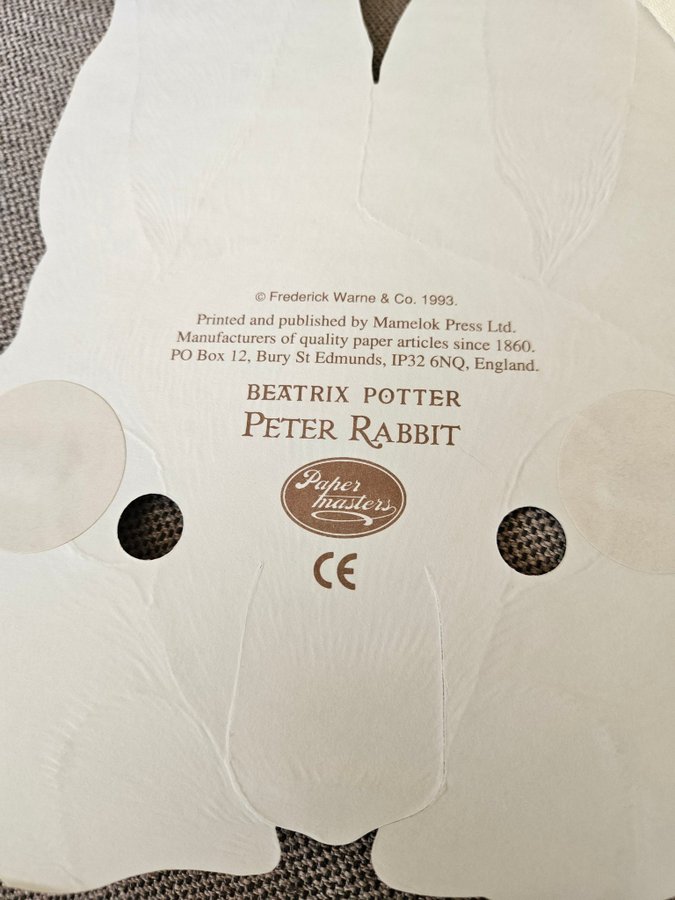 © Frederick Warne & Co. 1993.
Printed and published by Mamelok Press Ltd.
Manufacturers of quality paper articles since 1860.
PO Box 12, Bury St Edmunds, IP32 6NQ, England.
BEATRIX POTTER
PETER RABBIT
Paper
masters
CE